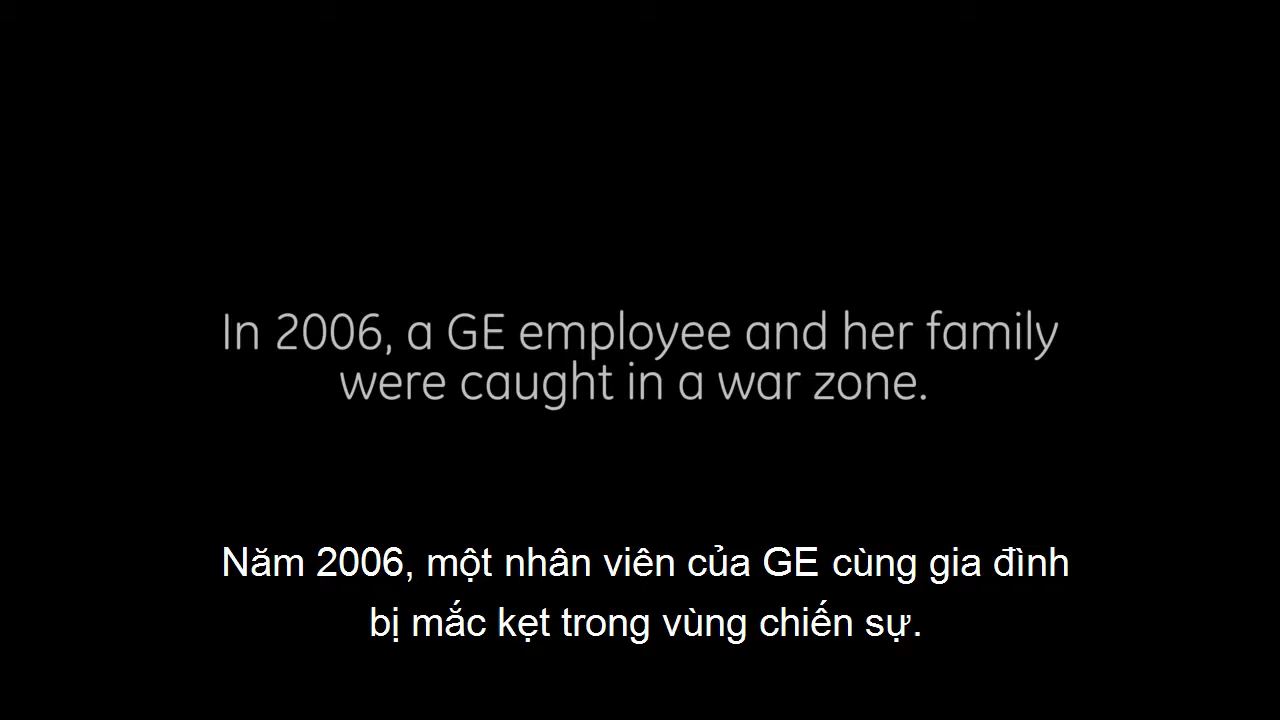 In 2006, a GE employee and her family
were caught in a war zone.
Năm 2006, một nhân viên của GE cùng gia đình
bị mắc kẹt trong vùng chiến sự.